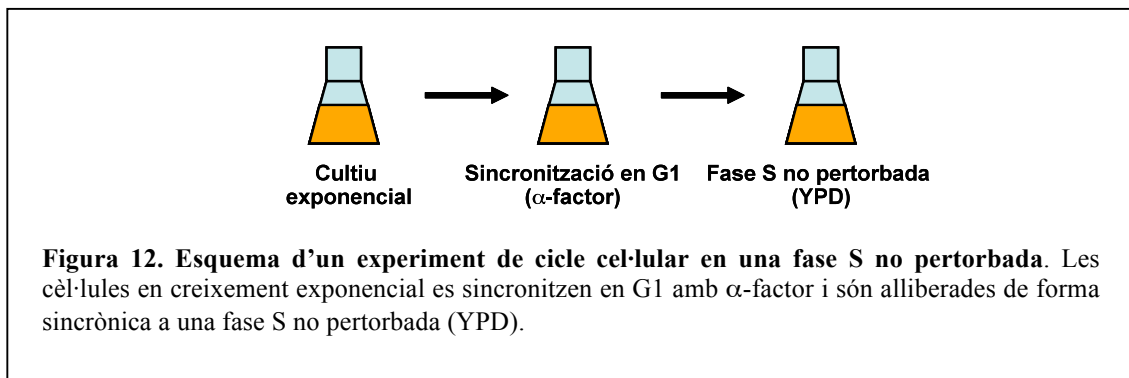 Cultiu
exponencial
Sincronització en G1
(α-factor)
Fase S no pertorbada
(YPD)
Figura 12. Esquema d’un experiment de cicle cel·lular en una fase S no pertorbada. Les
cèl·lules en creixement exponencial es sincronitzen en G1 amb α-factor i són alliberades de forma
sincrònica a una fase S no pertorbada (YPD).